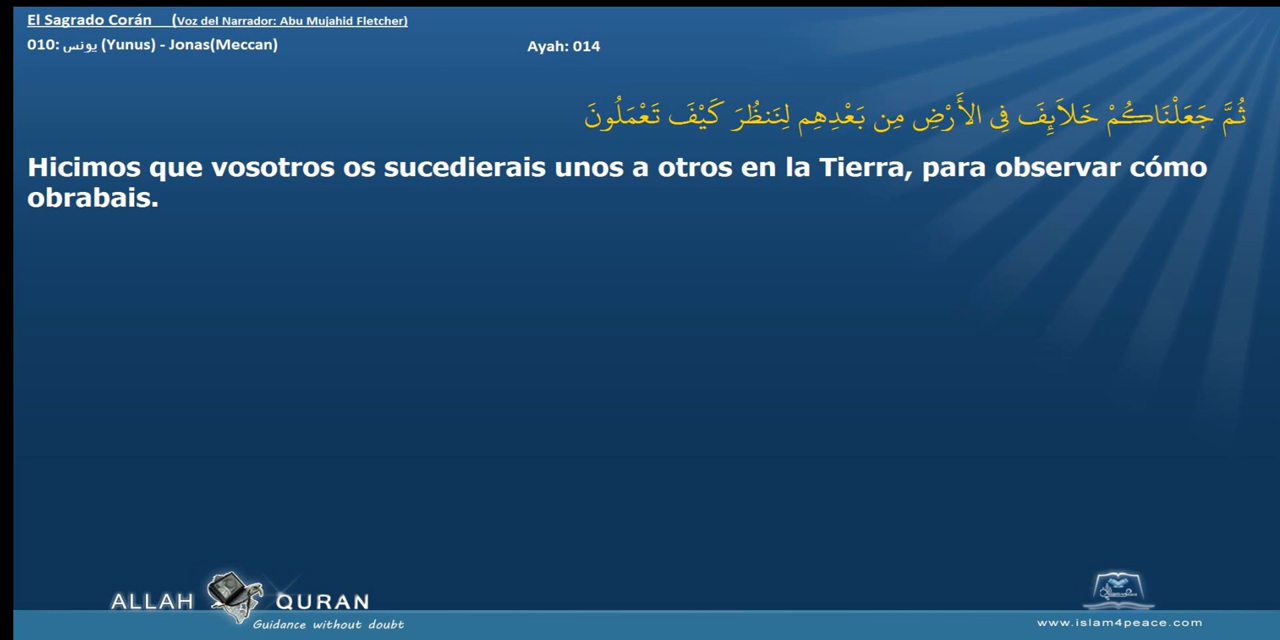 El Sagrado Corán (Voz del Narrador: Abu Mujahid Fletcher)
010: يونس (Yunus) - Jonas(Meccan) Ayah: 014
ثُمَّ جَعَلْنَاكُمْ خَلاَئِفَ فِي الأَرْضِ مِن بَعْدِهِم لِنَنظُرَ كَيْفَ تَعْمَلُونَ
Hicimos que vosotros os sucedierais unos a otros en la Tierra, para observar cómo
obrabais.
ALLAH QURAN
Guidance without doubt
www.islam4peace.com